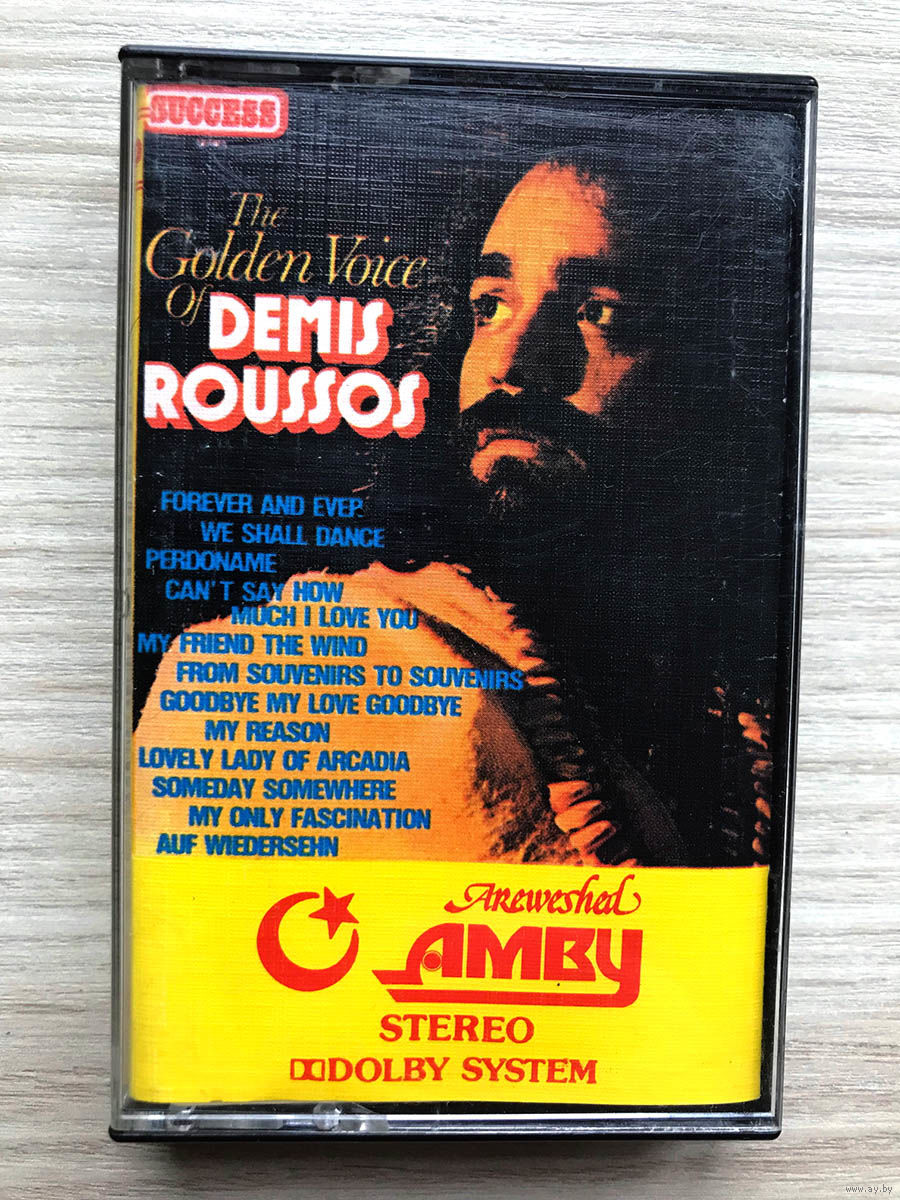 SUCCESS
The
Golden Voice
Of DEMIS
ROUSSOS
FOREVER AND EVER
WE SHALL DANCE
PERDONAME
CAN'T SAY HOW
MUCH I LOVE YOU
MY FRIEND THE WIND
FROM SOUVENIRS TO SOUVENIRS
GOODBYE MY LOVE GOODBYE
MY REASON
LOVELY LADY OF ARCADIA
SOMEDAY SOMEWHERE
MY ONLY FASCINATION
AUF WIEDERSEHN
Areweshed
AMBY
STEREO
DOLBY SYSTEM
www.ay.by